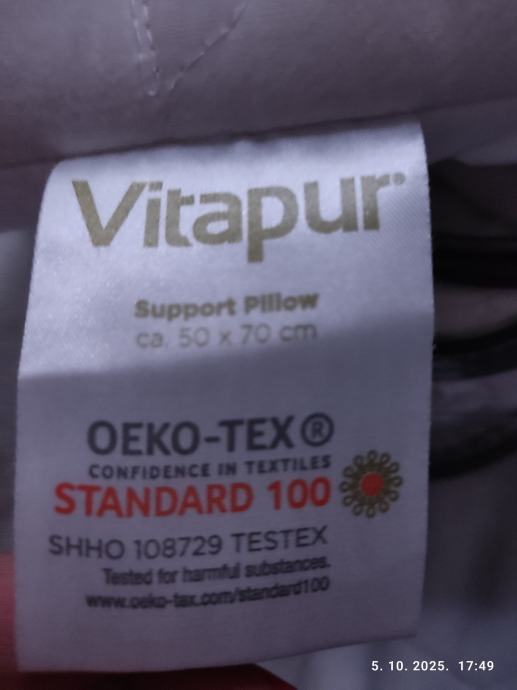 Vitapur®
Support Pillow
ca. 50 x 70 cm
OEKO-TEX®
CONFIDENCE IN TEXTILES
STANDARD 100
SHHO 108729 TESTEX
Tested for harmful substances.
www.oeko-tex.com/standard100
5. 10. 2025. 17:49